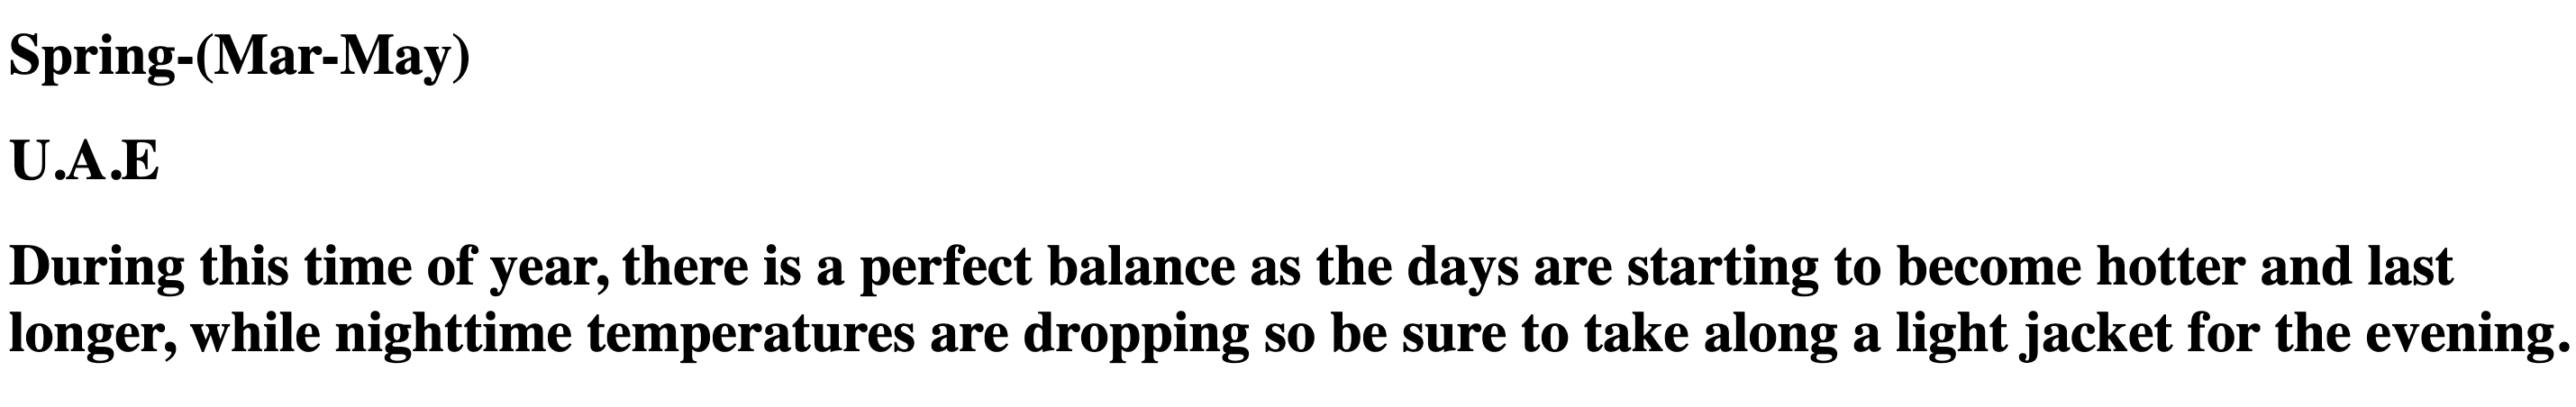 Spring-(Mar-May)
U.A.E
During this time of year, there is a perfect balance as the days are starting to become hotter and last
longer, while nighttime temperatures are dropping so be sure to take along a light jacket for the evening.